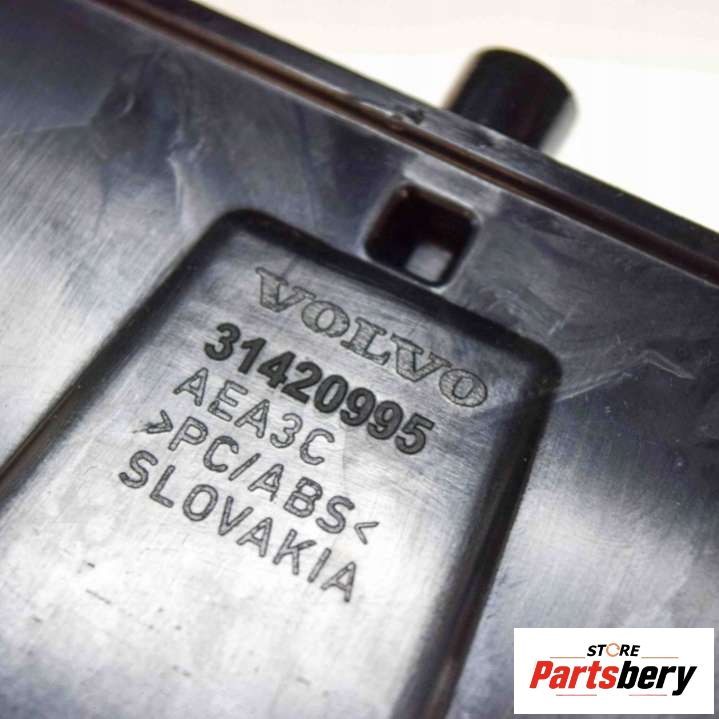 VOLVO
31420995
AEA3C
>PC/ABS<
SLOVAKIA
STORE
Partsbery